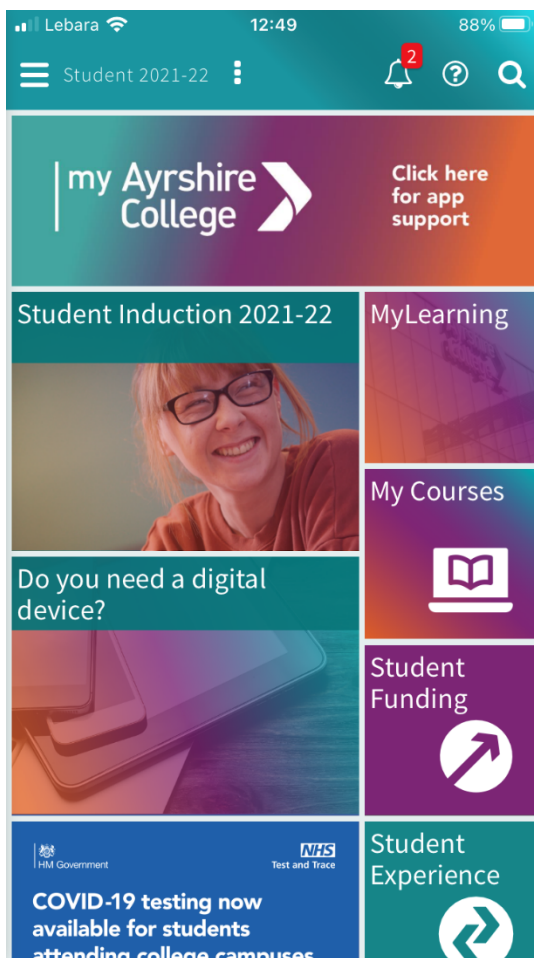 Lebara 12:49 88%
Student 2021-22
2
?
my Ayrshire
College
Click here
for app
support
Student Induction 2021-22
MyLearning
My Courses
Do you need a digital
device?
Student
Funding
HM Government
NHS
Test and Trace
COVID-19 testing now
available for students
attending college campuses
Student
Experience